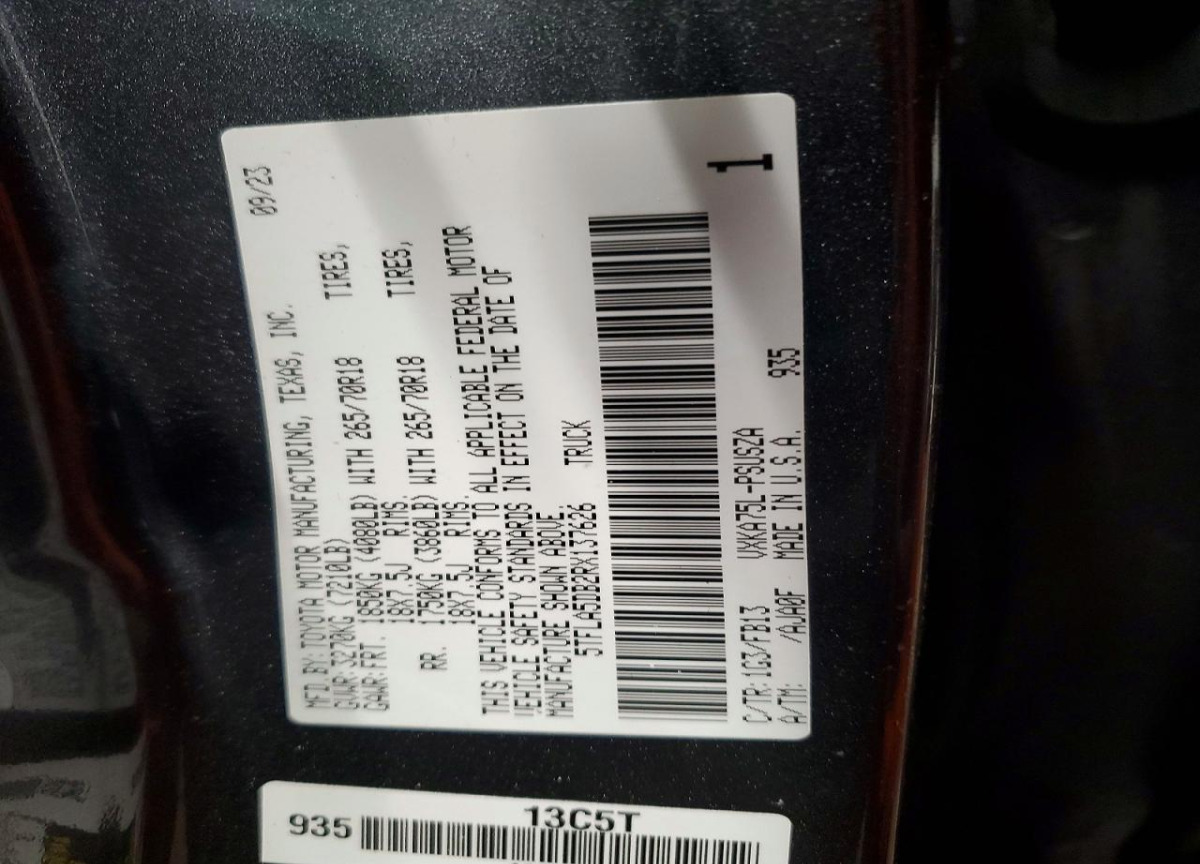 MFD.BY:TOYOTA MOTOR MANUFACTURING, TEXAS, INC. 09/23
GVWR:3270KG (7210LB)
GAWR:FRT. 1850KG (4080LB) WITH 265/70R18 TIRES,
18X7.5J RIMS.
RR. 1750KG (3860LB) WITH 265/70R18 TIRES,
18X7.5J RIMS.
THIS VEHICLE CONFORMS TO ALL APPLICABLE FEDERAL MOTOR
VEHICLE SAFETY STANDARDS IN EFFECT ON THE DATE OF
MANUFACTURE SHOWN ABOVE.
5TFLA5DB2RX137626 TRUCK
C/TR:1G3/FB13 VXKA75L-PSUSZA
A/TM: /AJA0F MADE IN U.S.A. 935
1
13C5T
935